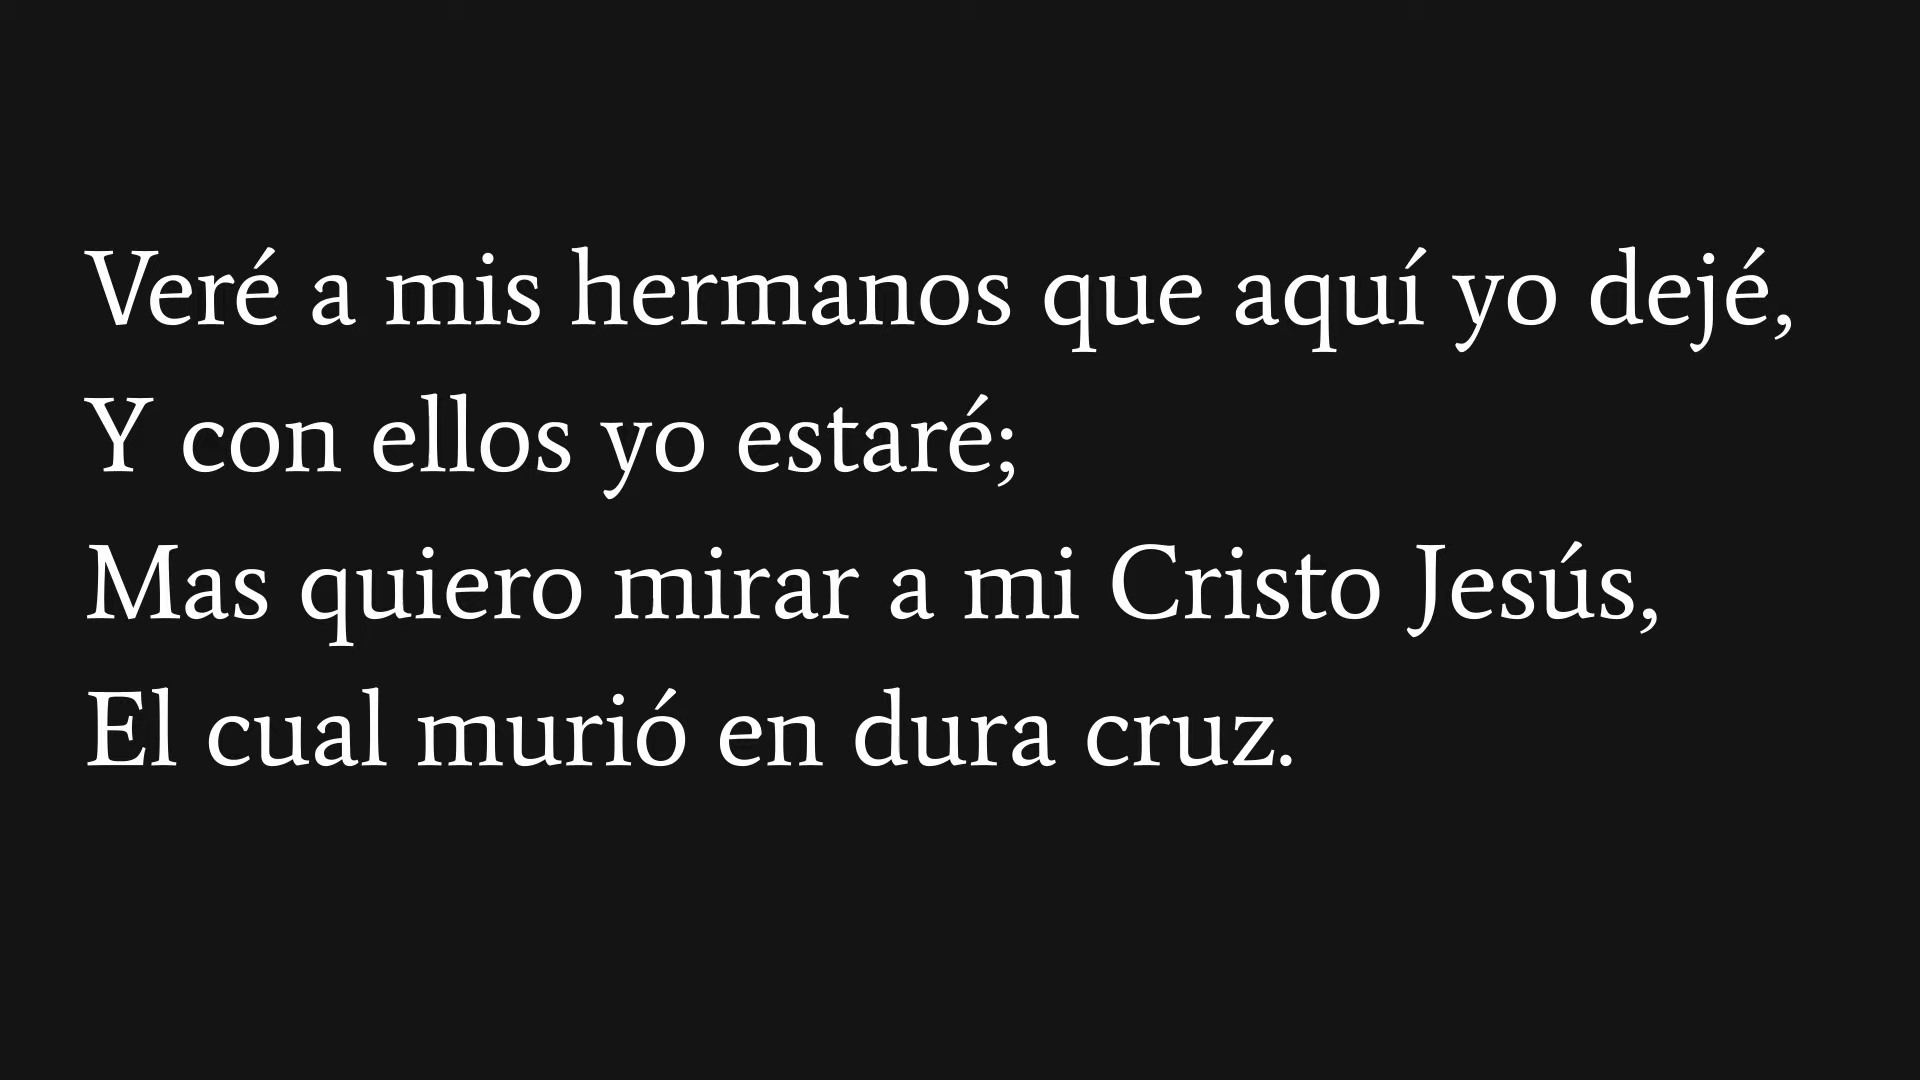 Veré a mis hermanos que aquí yo dejé,
Y con ellos yo estaré;
Mas quiero mirar a mi Cristo Jesús,
El cual murió en dura cruz.